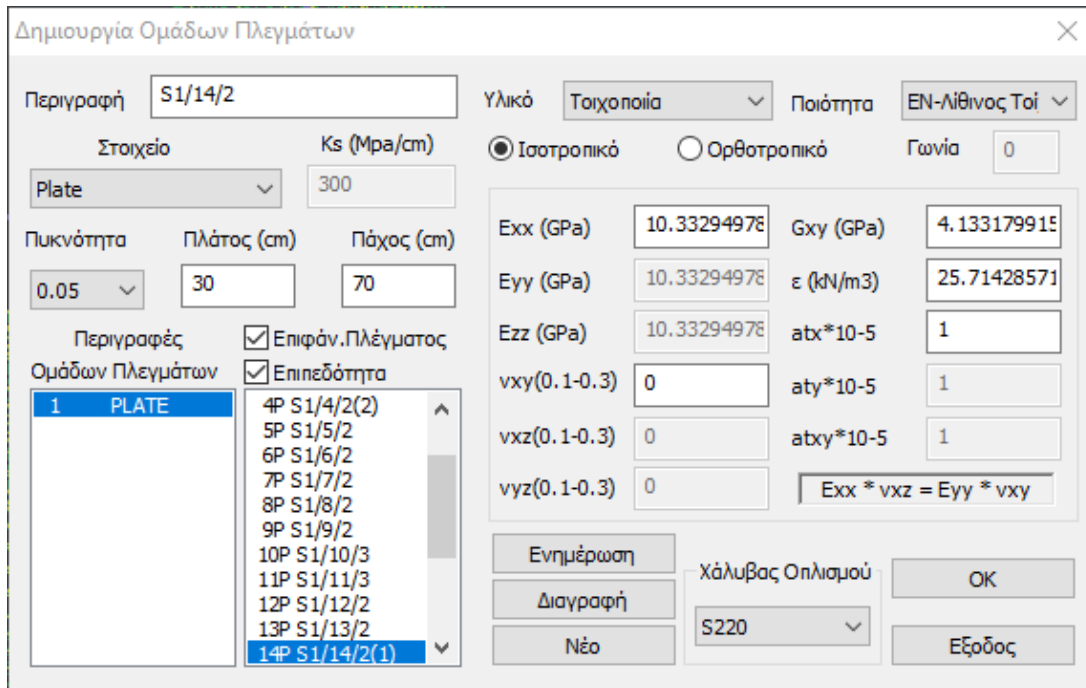 Δημιουργία Ομάδων Πλεγμάτων
Περιγραφή S1/14/2
Υλικό Τοιχοποιία Ποιότητα EN-Λίθινος Τοί
Στοιχείο Ks (Mpa/cm)
Ισοτροπικό Ορθοτροπικό Γωνία 0
Plate 300
Πυκνότητα Πλάτος (cm) Πάχος (cm)
0.05 30 70
Περιγραφές Επιφάν.Πλέγματος
Ομάδων Πλεγμάτων Επιπεδότητα
1 PLATE
4P S1/4/2(2)
5P S1/5/2
6P S1/6/2
7P S1/7/2
8P S1/8/2
9P S1/9/2
10P S1/10/3
11P S1/11/3
12P S1/12/2
13P S1/13/2
14P S1/14/2(1)
Exx (GPa) 10.33294978 Gxy (GPa) 4.133179915
Eyy (GPa) 10.33294978 ε (kN/m3) 25.71428571
Ezz (GPa) 10.33294978 atx*10-5 1
vxy(0.1-0.3) 0 aty*10-5 1
vxz(0.1-0.3) 0 atxy*10-5 1
vyz(0.1-0.3) 0 Exx * vxz = Eyy * vxy
Ενημέρωση
Διαγραφή
Νέο
Χάλυβας Οπλισμού
S220
OK
Εξοδος